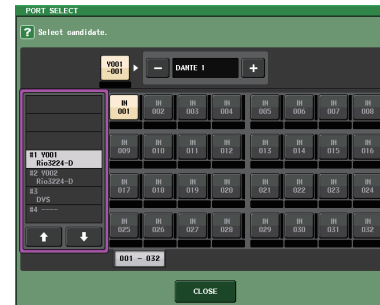 PORT SELECT
? Select candidate.
Y001
-001
DANTE 1
IN 001 IN 002 IN 003 IN 004 IN 005 IN 006 IN 007 IN 008
IN 009 IN 010 IN 011 IN 012 IN 013 IN 014 IN 015 IN 016
#1 Y001
Rio3224-D
#2 Y002
Rio3224-D
#3
DVS
#4 ----
IN 017 IN 018 IN 019 IN 020 IN 021 IN 022 IN 023 IN 024
IN 025 IN 026 IN 027 IN 028 IN 029 IN 030 IN 031 IN 032
001 - 032
CLOSE